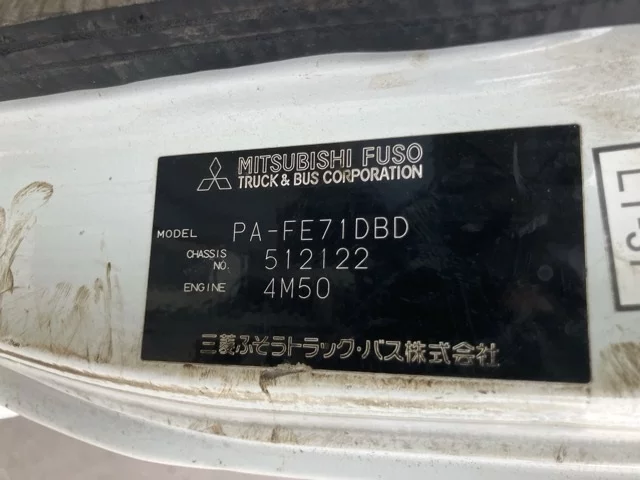 MITSUBISHI FUSO
TRUCK & BUS CORPORATION
MODEL PA-FE71DBD
CHASSIS NO. 512122
ENGINE 4M50
三菱ふそうトラック・バス株式会社